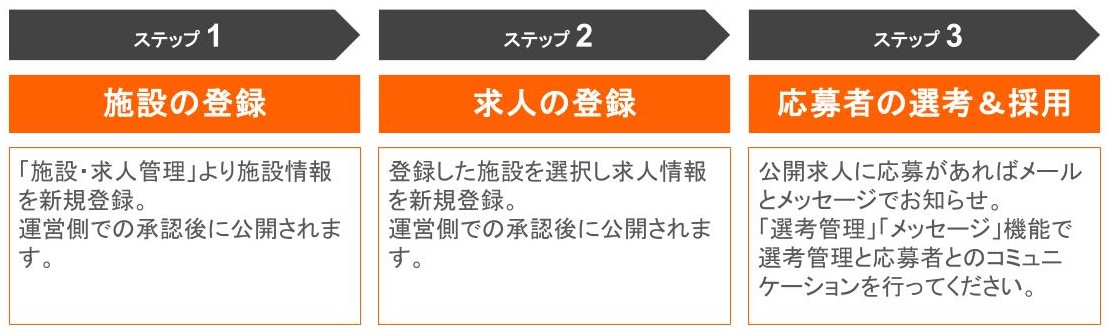 ステップ 1
施設の登録
「施設・求人管理」より施設情報
を新規登録。
運営側での承認後に公開されま
す。
ステップ 2
求人の登録
登録した施設を選択し求人情報
を新規登録。
運営側での承認後に公開されま
す。
ステップ 3
応募者の選考＆採用
公開求人に応募があればメール
とメッセージでお知らせ。
「選考管理」「メッセージ」機能で
選考管理と応募者とのコミュニ
ケーションを行ってください。